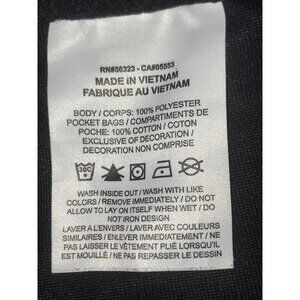 RN#56323 - CA#05553
MADE IN VIETNAM
FABRIQUE AU VIETNAM
BODY / CORPS: 100% POLYESTER
POCKET BAGS / COMPARTIMENTS DE
POCHE: 100% COTTON / COTON
EXCLUSIVE OF DECORATION /
DECORATION NON COMPRISE
30C
WASH INSIDE OUT / WASH WITH LIKE
COLORS / REMOVE IMMEDIATELY / DO NOT
ALLOW TO LAY ON ITSELF WHEN WET / DO
NOT IRON DESIGN
LAVER A L'ENVERS / LAVER AVEC COULEURS
SIMILAIRES / ENLEVER IMMEDIATEMENT / NE
PAS LAISSER LE VÊTEMENT PLIÉ LORSQU'IL
EST MOUILLÉ / NE PAS REPASSER LE DESSIN